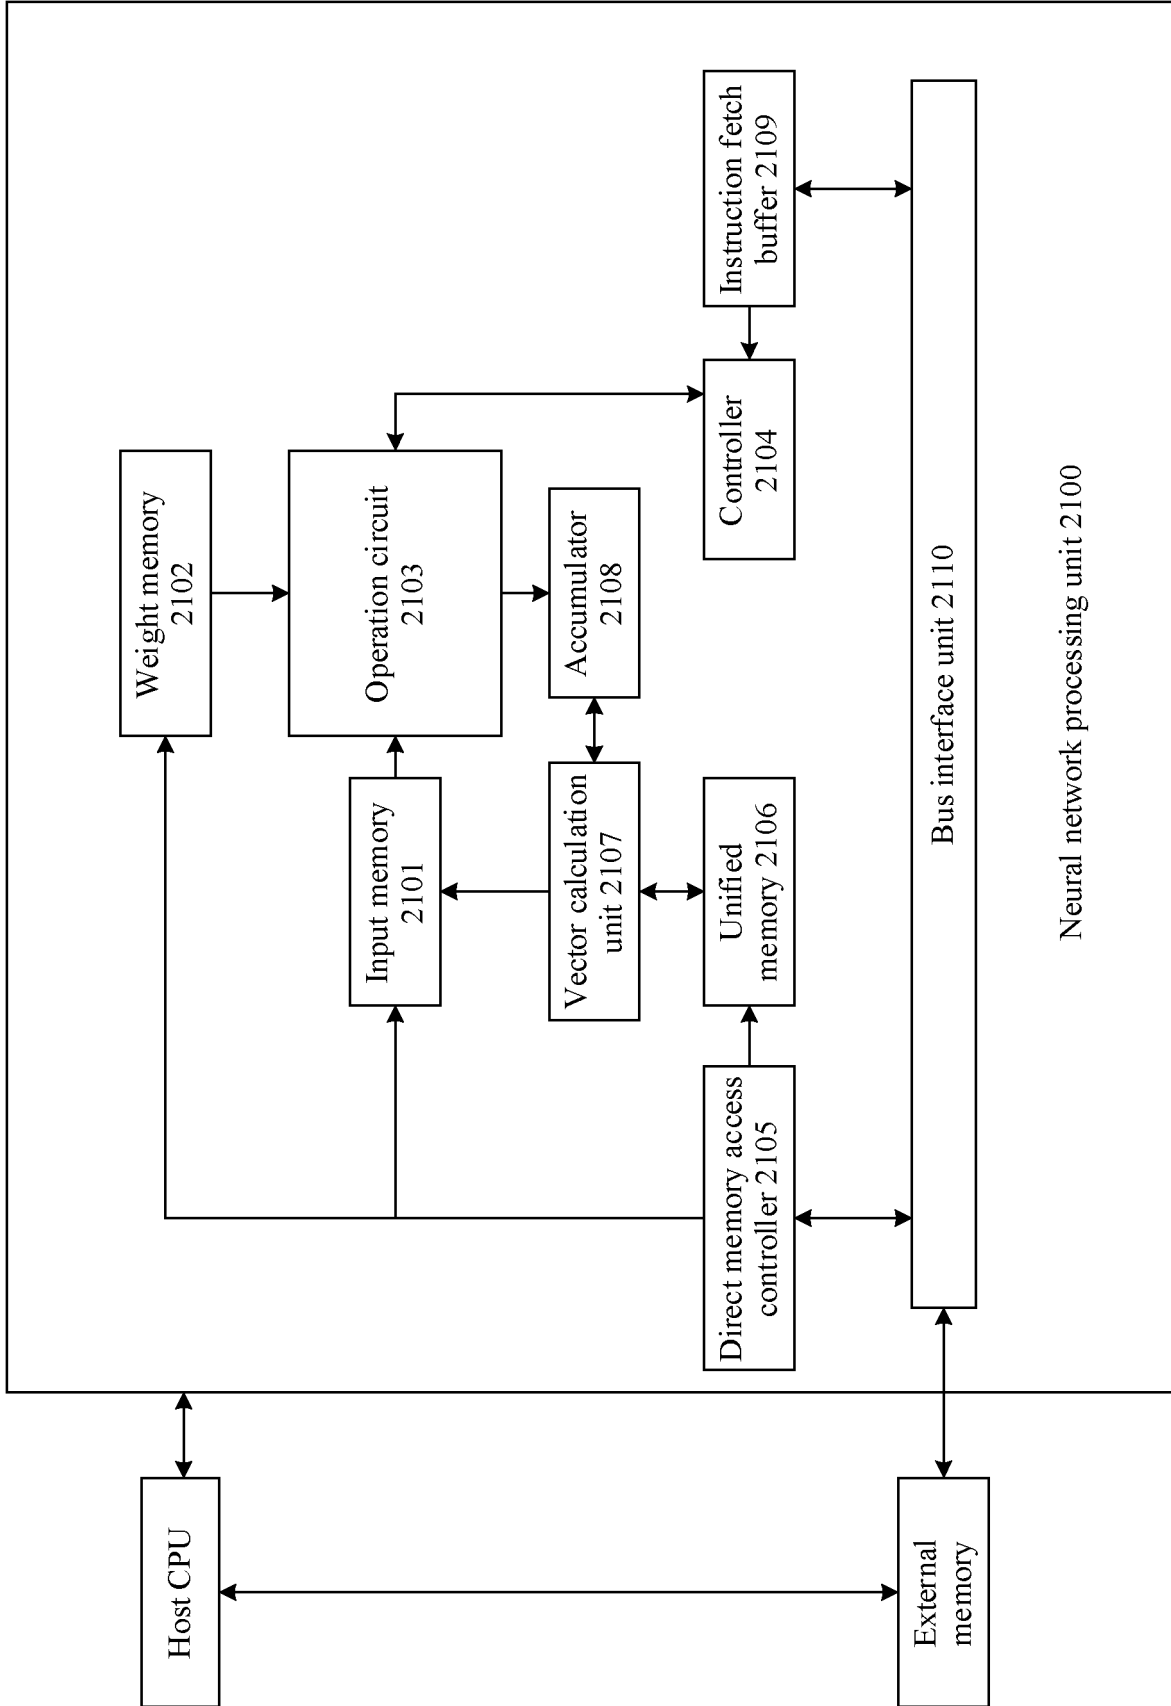 Host CPU
External
memory
Weight memory
2102
Input memory
2101
Operation circuit
2103
Vector calculation
unit 2107
Accumulator
2108
Direct memory access
controller 2105
Unified
memory 2106
Controller
2104
Instruction fetch
buffer 2109
Bus interface unit 2110
Neural network processing unit 2100